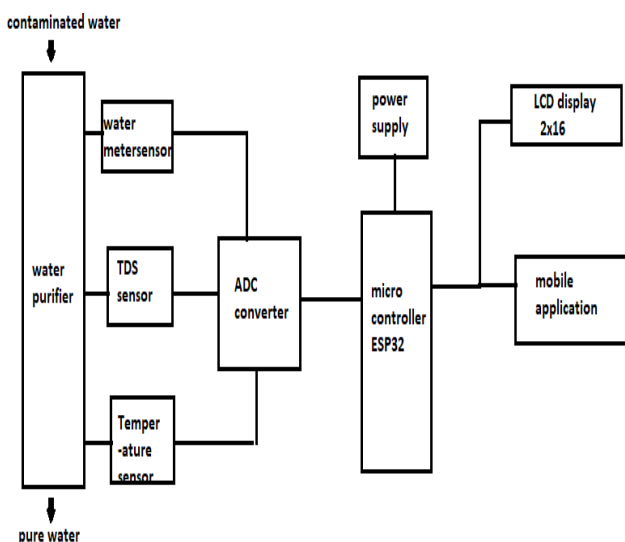 contaminated water
water
purifier
pure water
water
metersensor
TDS
sensor
Temper
-ature
sensor
ADC
converter
power
supply
micro
controller
ESP32
LCD display
2x16
mobile
application